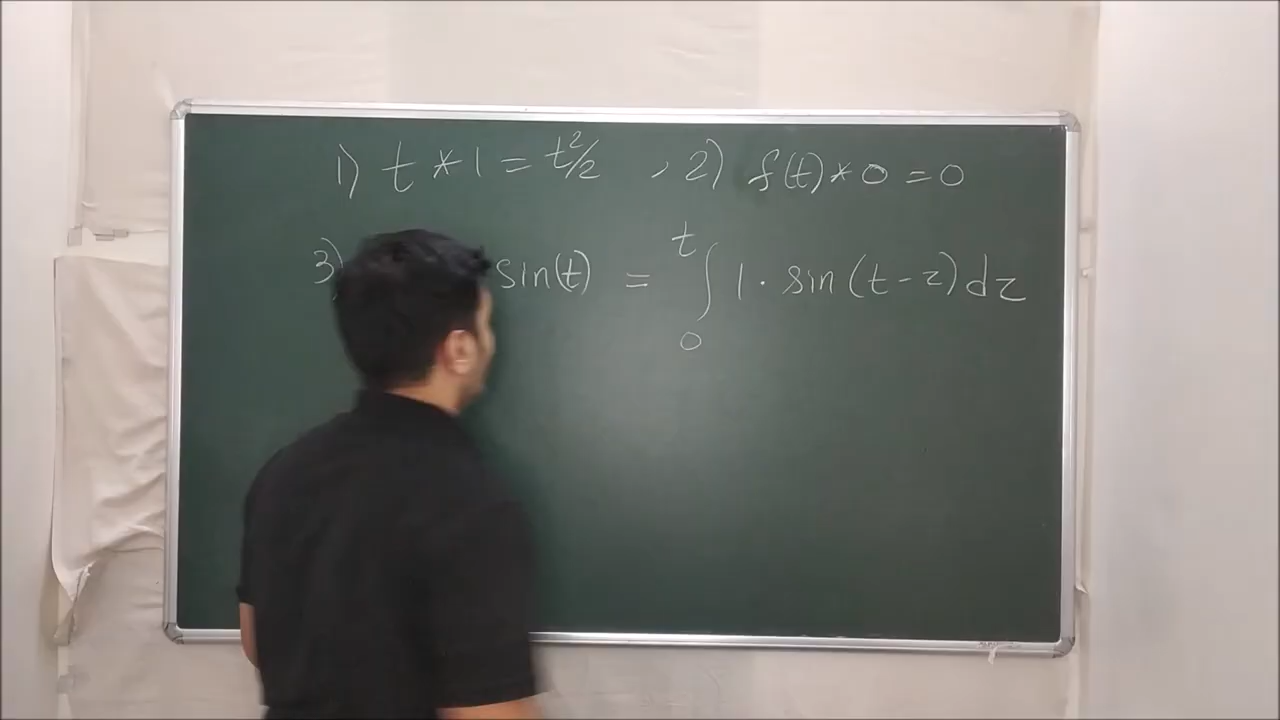 1) t * 1 = t²/2 , 2) f(t) * 0 = 0
3) sin(t) = ∫₀ᵗ 1 · sin(t-z)dz